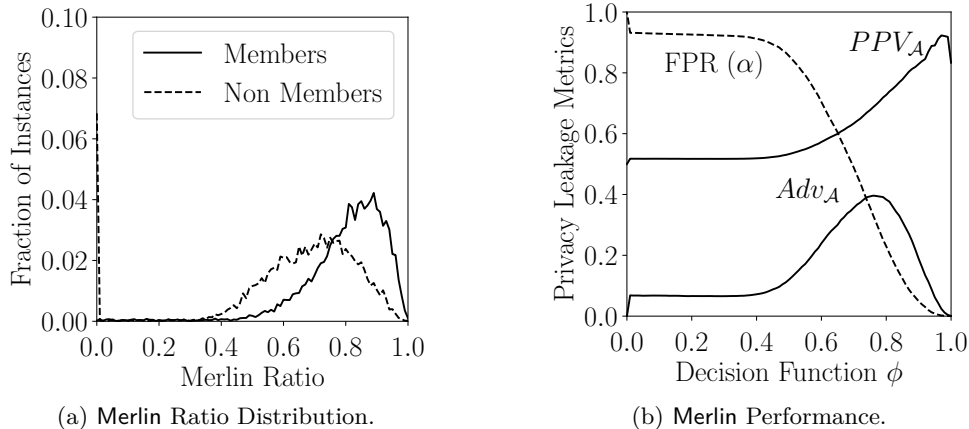 0.10
0.08
0.06
0.04
0.02
0.00
Fraction of Instances
Members
Non Members
0.0 0.2 0.4 0.6 0.8 1.0
Merlin Ratio
(a) Merlin Ratio Distribution.
1.0
0.8
0.6
0.4
0.2
0.0
Privacy Leakage Metrics
FPR (α)
PPV_A
Adv_A
0.0 0.2 0.4 0.6 0.8 1.0
Decision Function ϕ
(b) Merlin Performance.